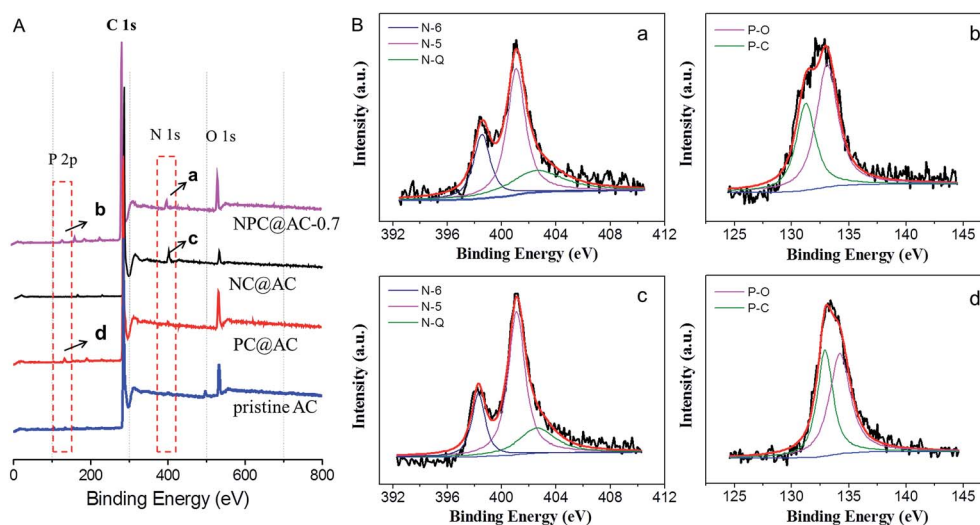 A
C 1s
P 2p
N 1s
O 1s
a
b
NPC@AC-0.7
c
NC@AC
d
PC@AC
pristine AC
0 200 400 600 800
Binding Energy (eV)
B
N-6
N-5
N-Q
a
Intensity (a.u.)
392 396 400 404 408 412
Binding Energy (eV)
P-O
P-C
b
Intensity (a.u.)
125 130 135 140 145
Binding Energy (eV)
N-6
N-5
N-Q
c
Intensity (a.u.)
392 396 400 404 408 412
Binding Energy (eV)
P-O
P-C
d
Intensity (a.u.)
125 130 135 140 145
Binding Energy (eV)